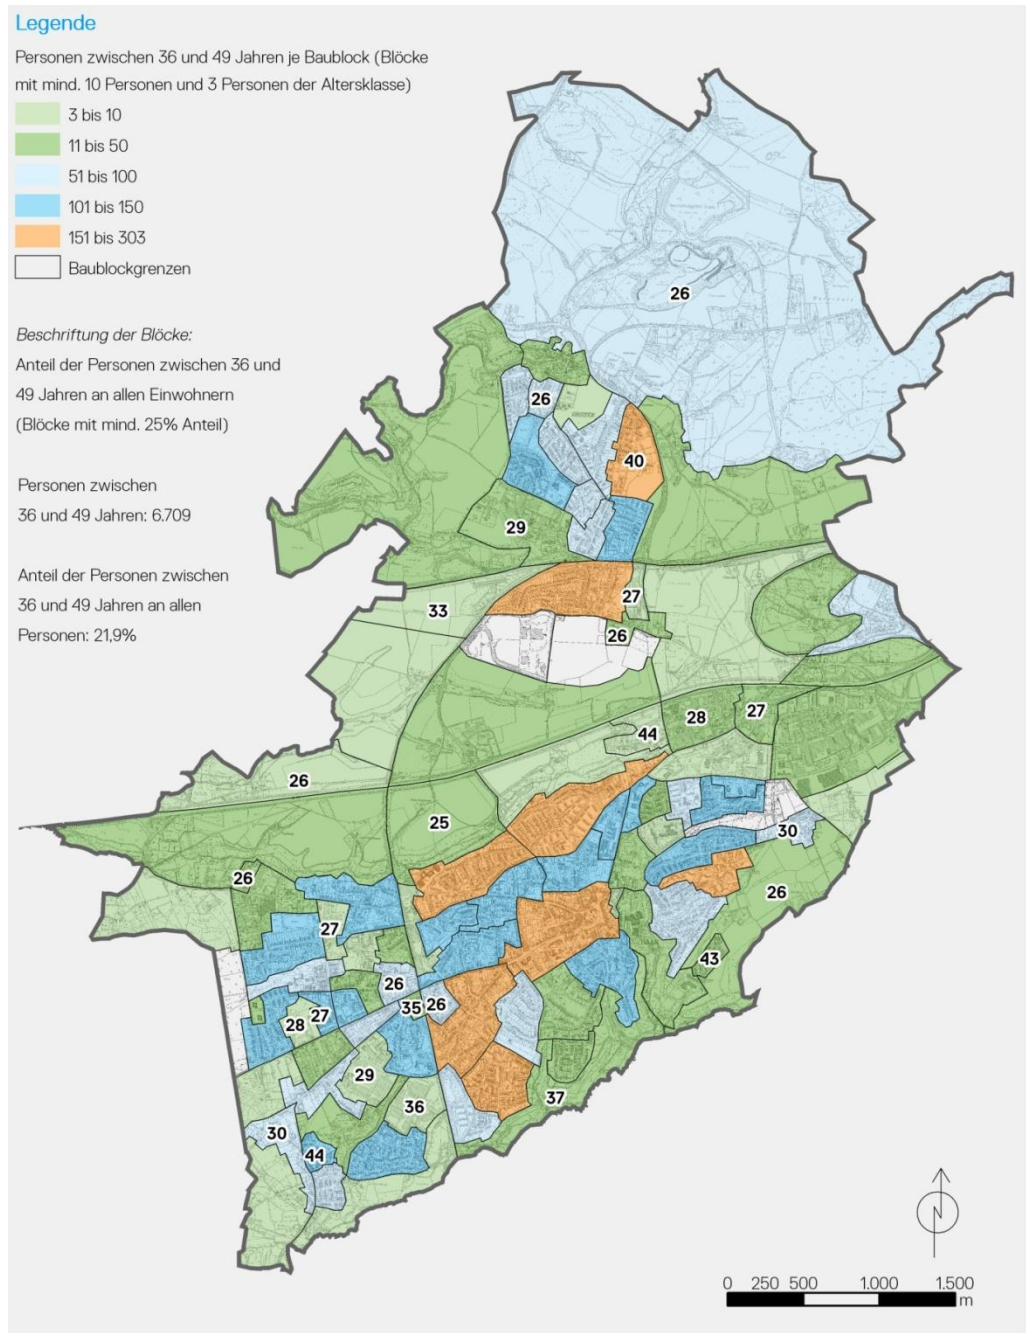 Legende
Personen zwischen 36 und 49 Jahren je Baublock (Blöcke
mit mind. 10 Personen und 3 Personen der Altersklasse)
3 bis 10
11 bis 50
51 bis 100
101 bis 150
151 bis 303
Baublockgrenzen
Beschriftung der Blöcke:
Anteil der Personen zwischen 36 und
49 Jahren an allen Einwohnern
(Blöcke mit mind. 25% Anteil)
Personen zwischen
36 und 49 Jahren: 6.709
Anteil der Personen zwischen
36 und 49 Jahren an allen
Personen: 21,9%
26
26
40
29
27
33
26
27
28
44
26
25
30
26
26
27
43
26
35
26
27
28
29
37
36
30
44
N
0 250 500 1.000 1.500
m